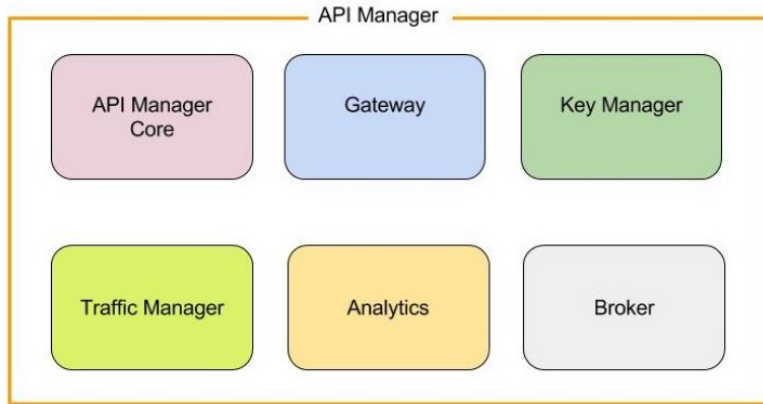 API Manager
API Manager
Core
Gateway
Key Manager
Traffic Manager
Analytics
Broker